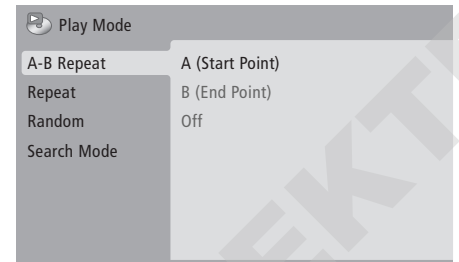 Play Mode
A-B Repeat
A (Start Point)
Repeat
B (End Point)
Random
Off
Search Mode